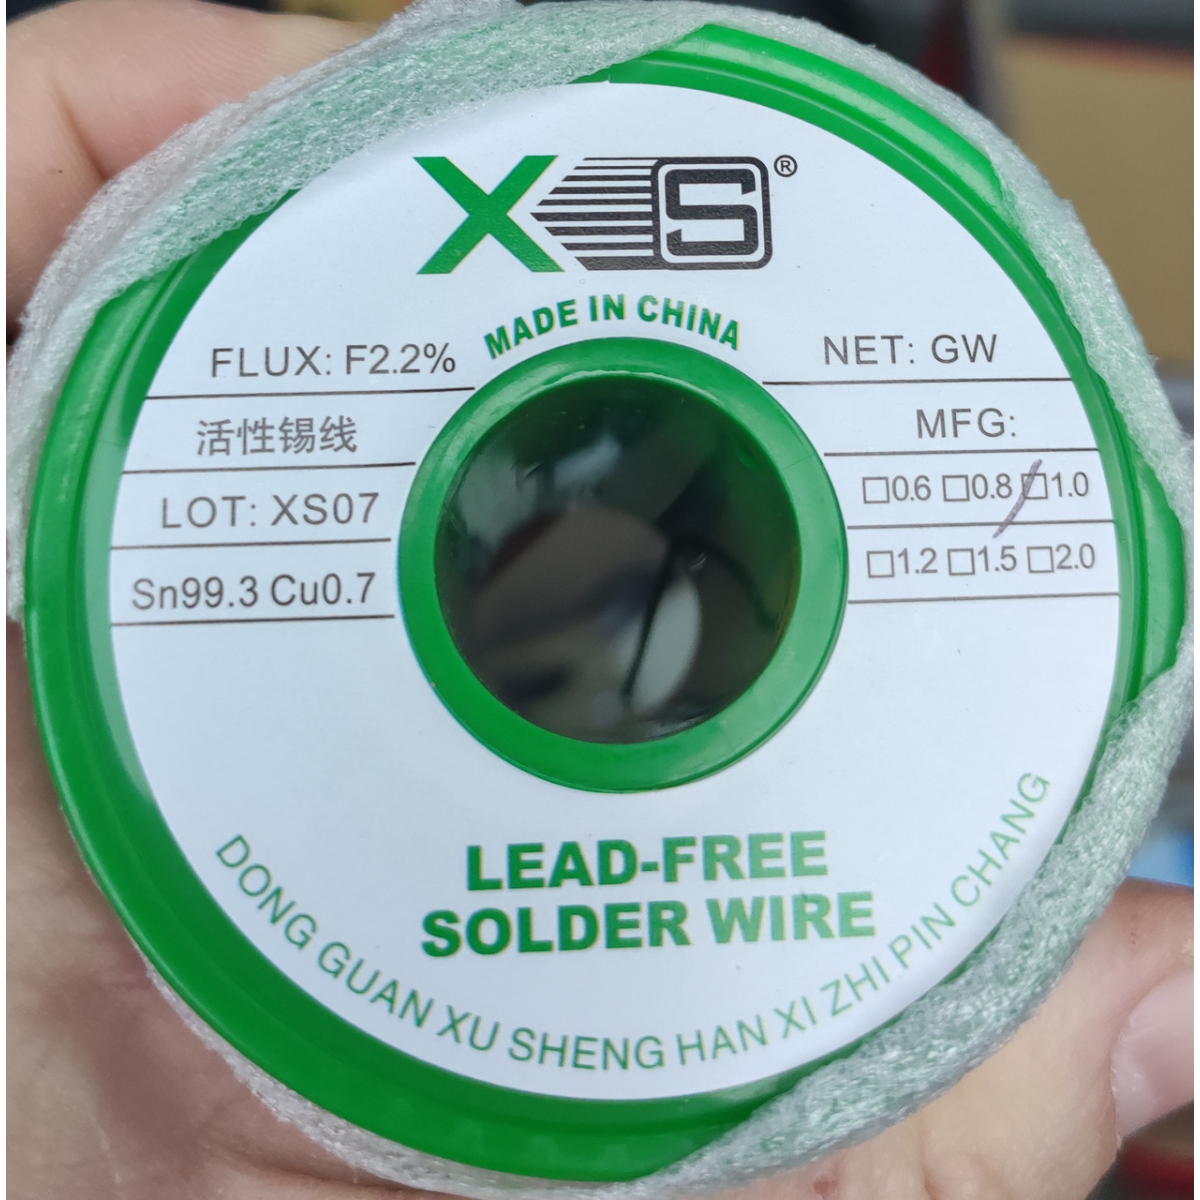 XS®
MADE IN CHINA
FLUX: F2.2%
活性锡线
LOT: XS07
Sn99.3 Cu0.7
NET: GW
MFG:
□0.6 □0.8 □1.0
□1.2 □1.5 □2.0
LEAD-FREE
SOLDER WIRE
DONG GUAN XU SHENG HAN XI ZHI PIN CHANG